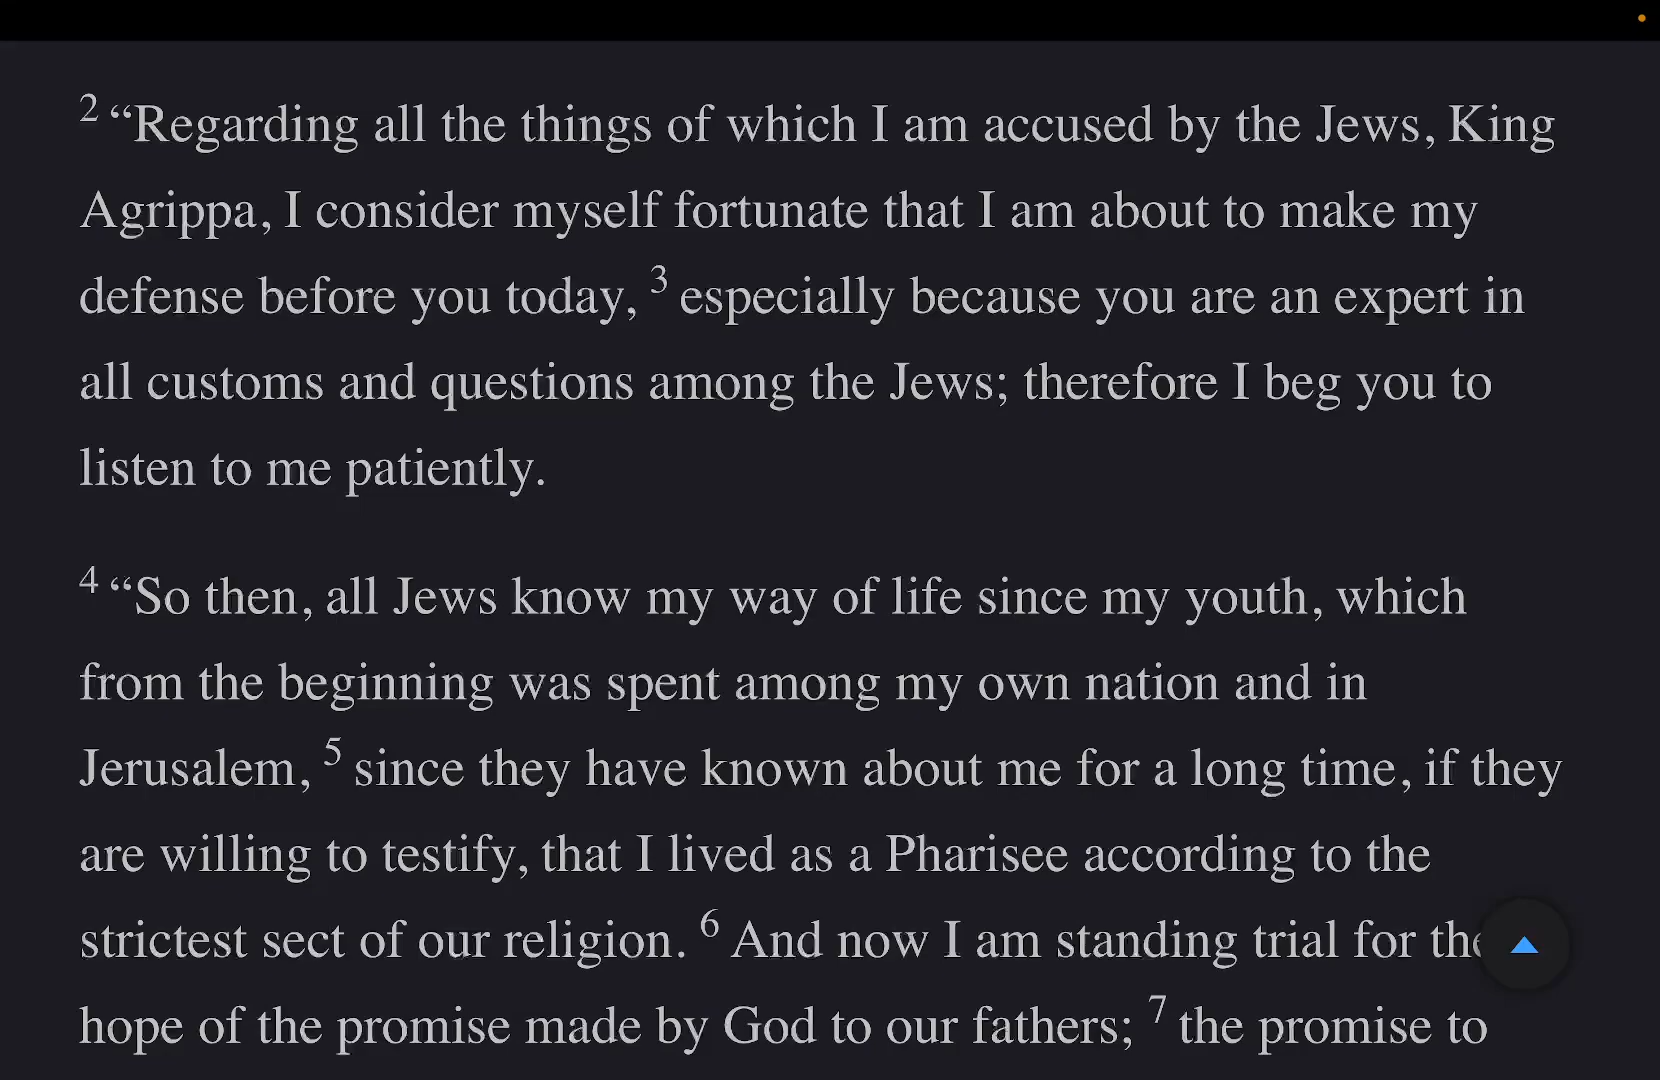 2 “Regarding all the things of which I am accused by the Jews, King
Agrippa, I consider myself fortunate that I am about to make my
defense before you today, 3 especially because you are an expert in
all customs and questions among the Jews; therefore I beg you to
listen to me patiently.
4 “So then, all Jews know my way of life since my youth, which
from the beginning was spent among my own nation and in
Jerusalem, 5 since they have known about me for a long time, if they
are willing to testify, that I lived as a Pharisee according to the
strictest sect of our religion. 6 And now I am standing trial for the
hope of the promise made by God to our fathers; 7 the promise to